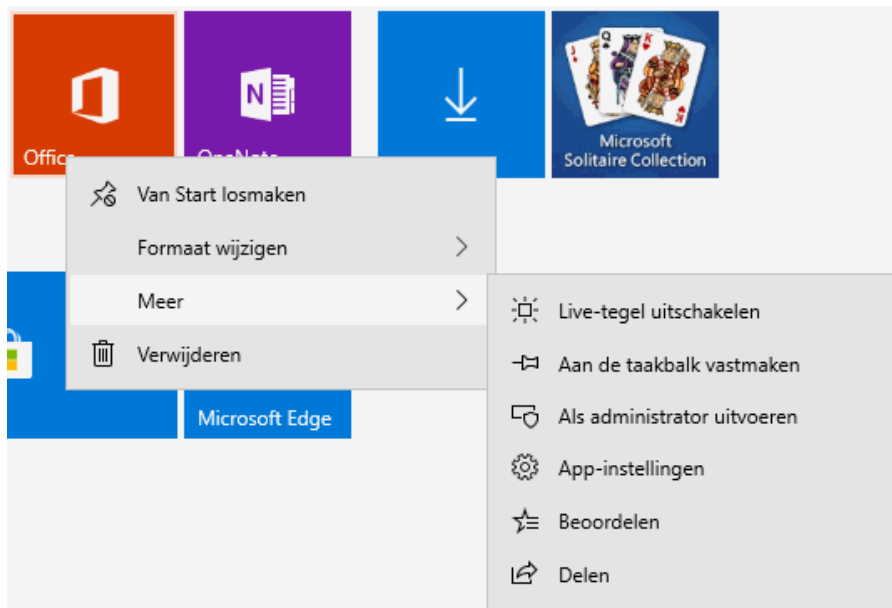 Office
Microsoft
Solitaire Collection
Van Start losmaken
Formaat wijzigen
Meer
Verwijderen
Live-tegel uitschakelen
Aan de taakbalk vastmaken
Als administrator uitvoeren
App-instellingen
Beoordelen
Delen
Microsoft Edge